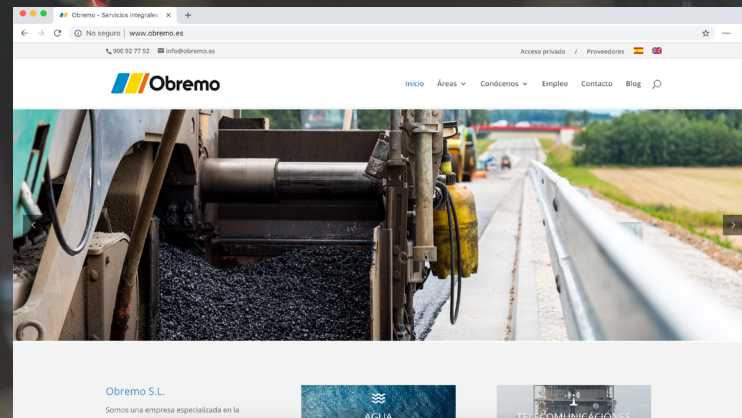 Obremo - Servicios integrales
No seguro | www.obremo.es
900 92 77 92 info@obremo.es Acceso privado / Proveedores
Obremo Inicio Áreas Conócenos Empleo Contacto Blog
Obremo S.L.
Somos una empresa especializada en la
AGUA
TELECOMUNICACIONES